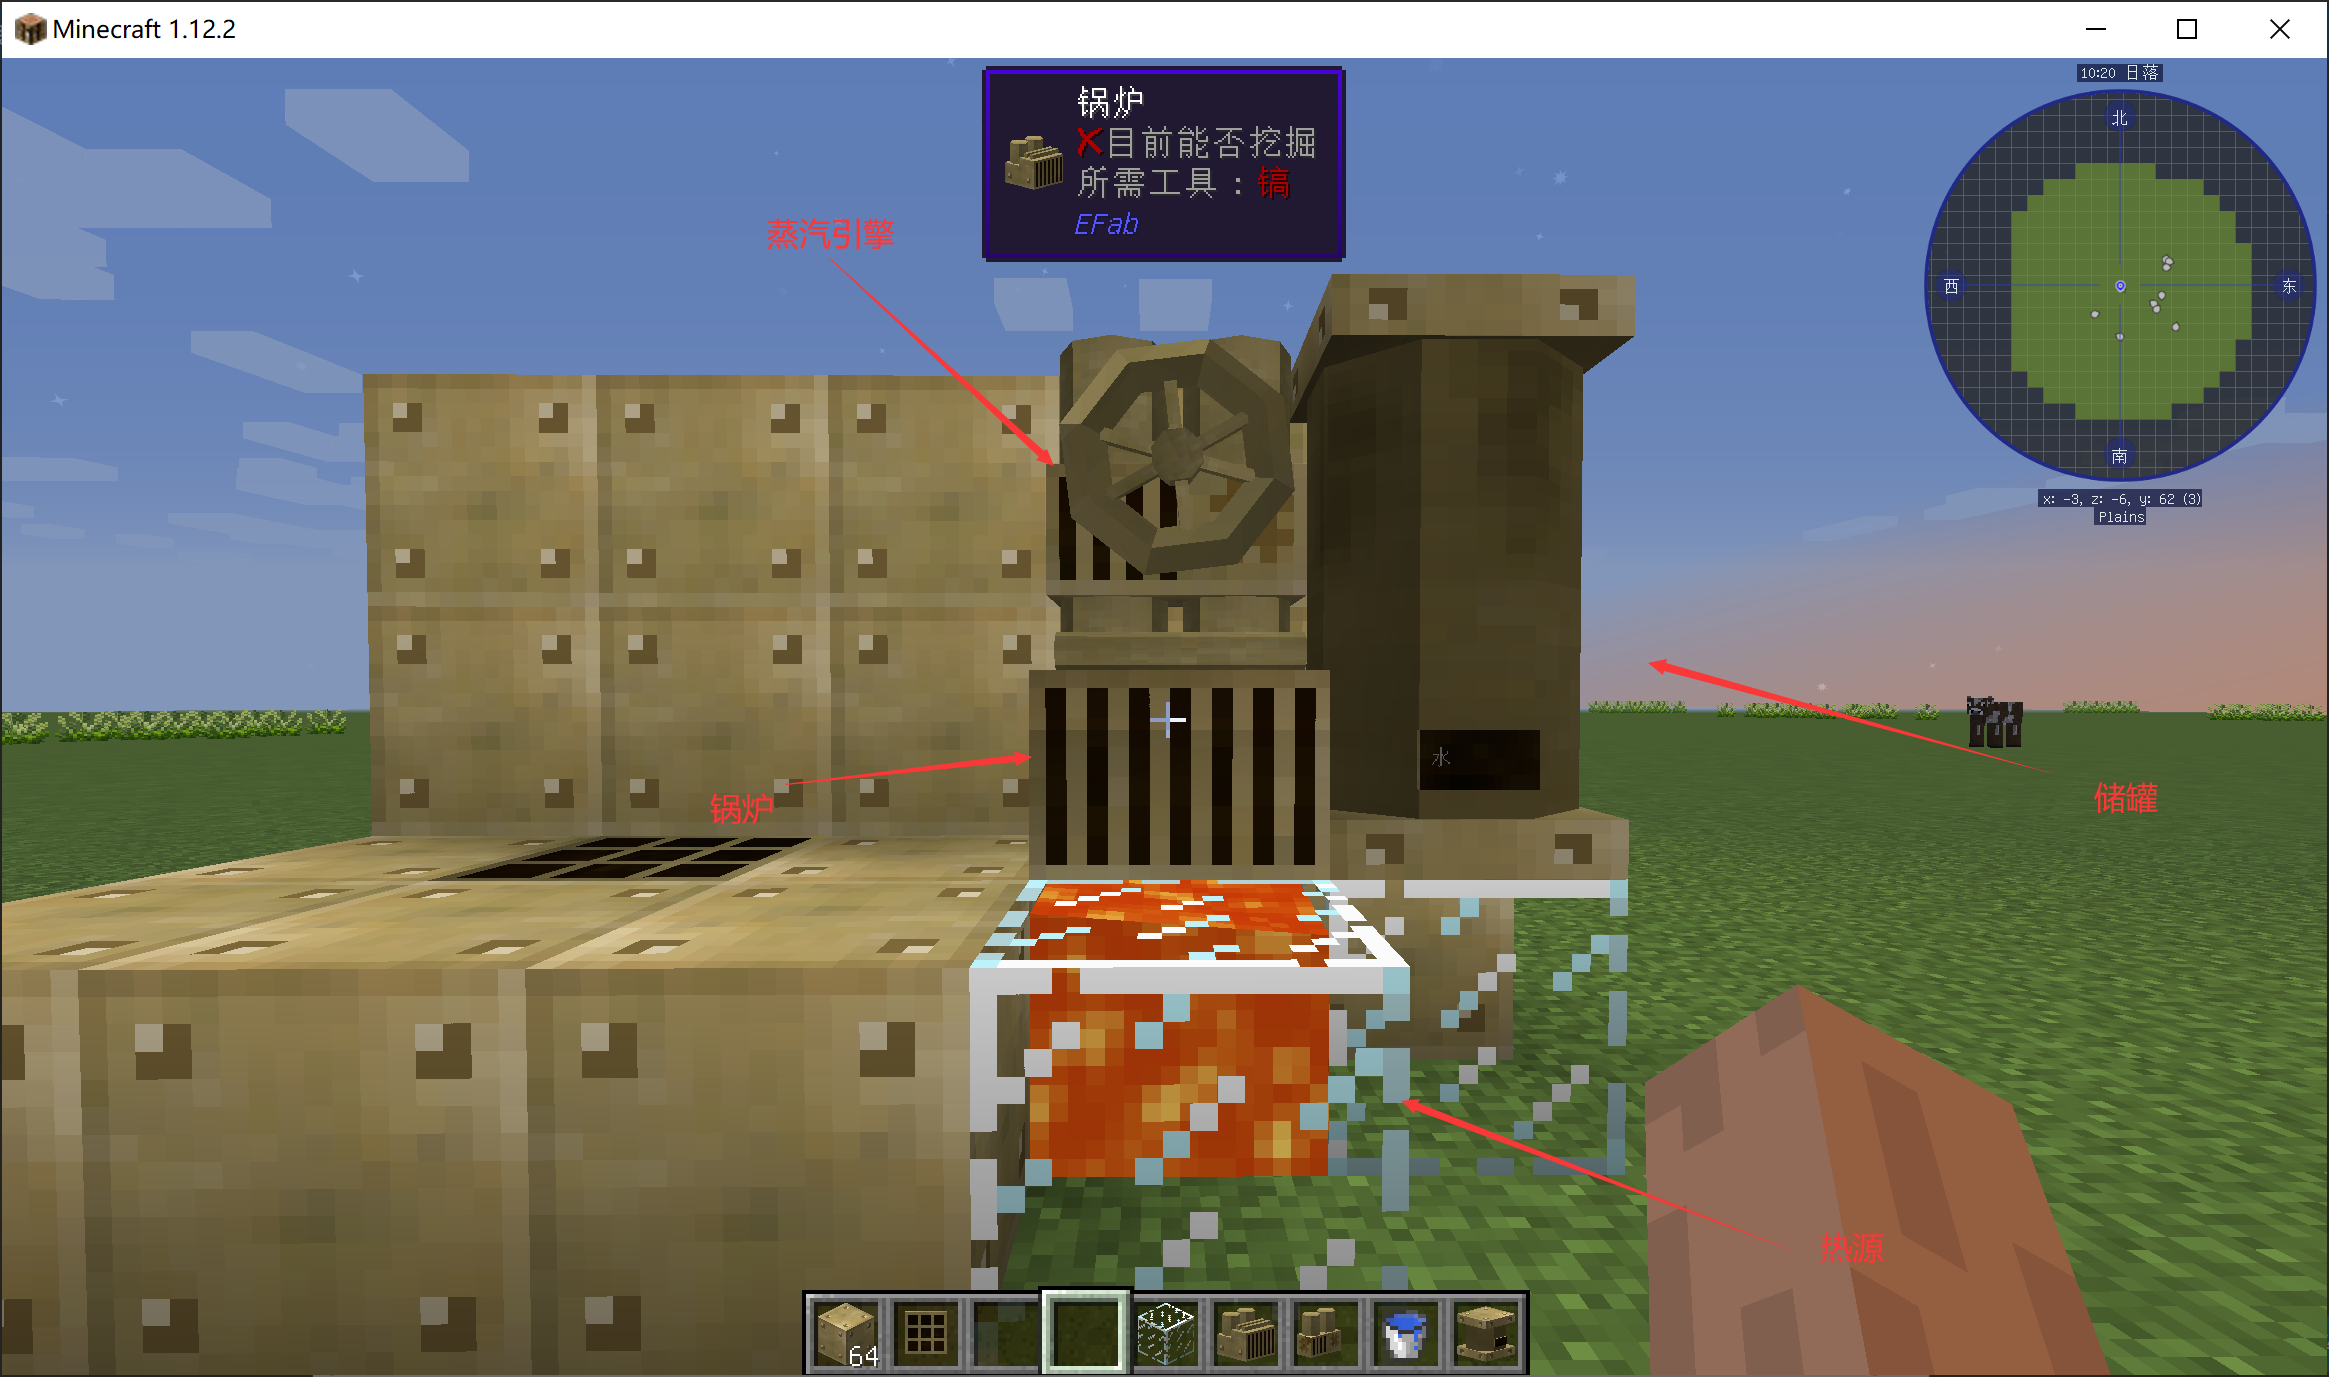 Minecraft 1.12.2
锅炉
✘目前能否挖掘
所需工具：镐
EFab
10:20 日落
北
西
东
南
x: -3, z: -6, y: 62 (3)
Plains
蒸汽引擎
水
锅炉
储罐
热源
64